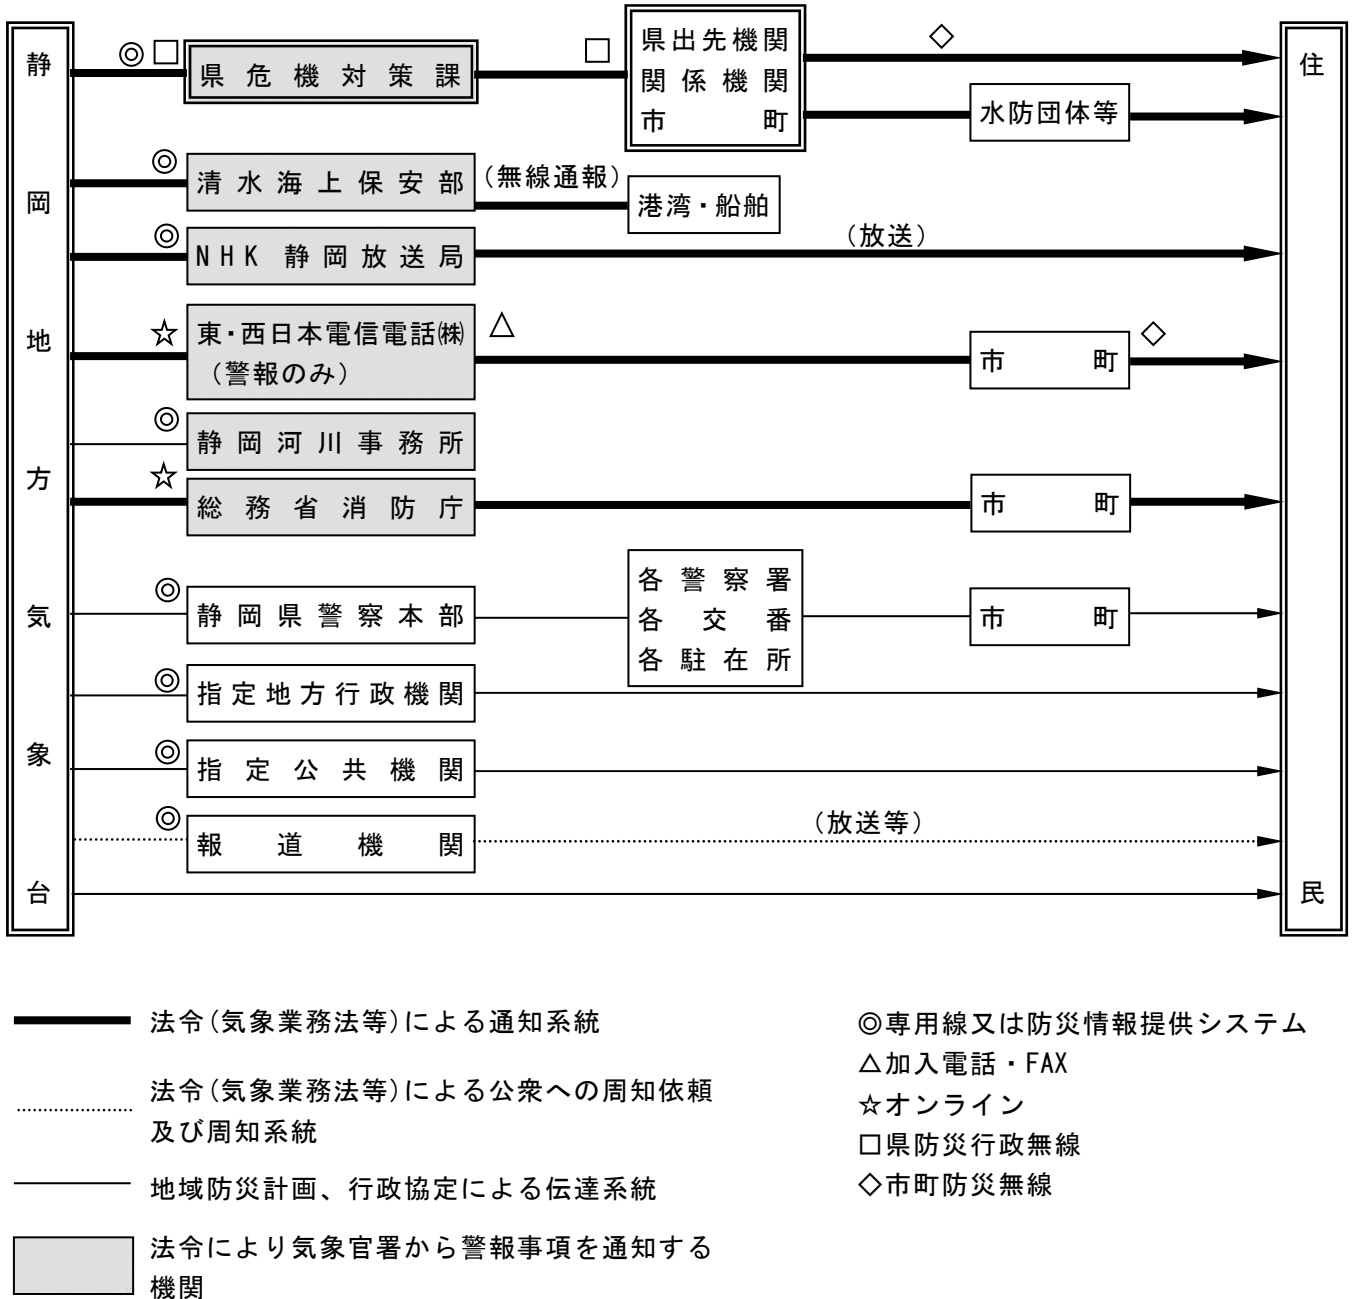 静岡地方気象台
◎□
県危機対策課
□
県出先機関
関係機関
市町
◇
水防団体等
住民
◎
清水海上保安部
(無線通報)
港湾・船舶
◎
NHK 静岡放送局
(放送)
☆
東・西日本電信電話㈱
(警報のみ)
△
市町
◇
◎
静岡河川事務所
☆
総務省消防庁
市町
◎
静岡県警察本部
各警察署
各交番
各駐在所
市町
◎
指定地方行政機関
◎
指定公共機関
◎
報道機関
(放送等)
法令(気象業務法等)による通知系統
法令(気象業務法等)による公衆への周知依頼
及び周知系統
地域防災計画、行政協定による伝達系統
法令により気象官署から警報事項を通知する
機関
◎専用線又は防災情報提供システム
△加入電話・FAX
☆オンライン
□県防災行政無線
◇市町防災無線